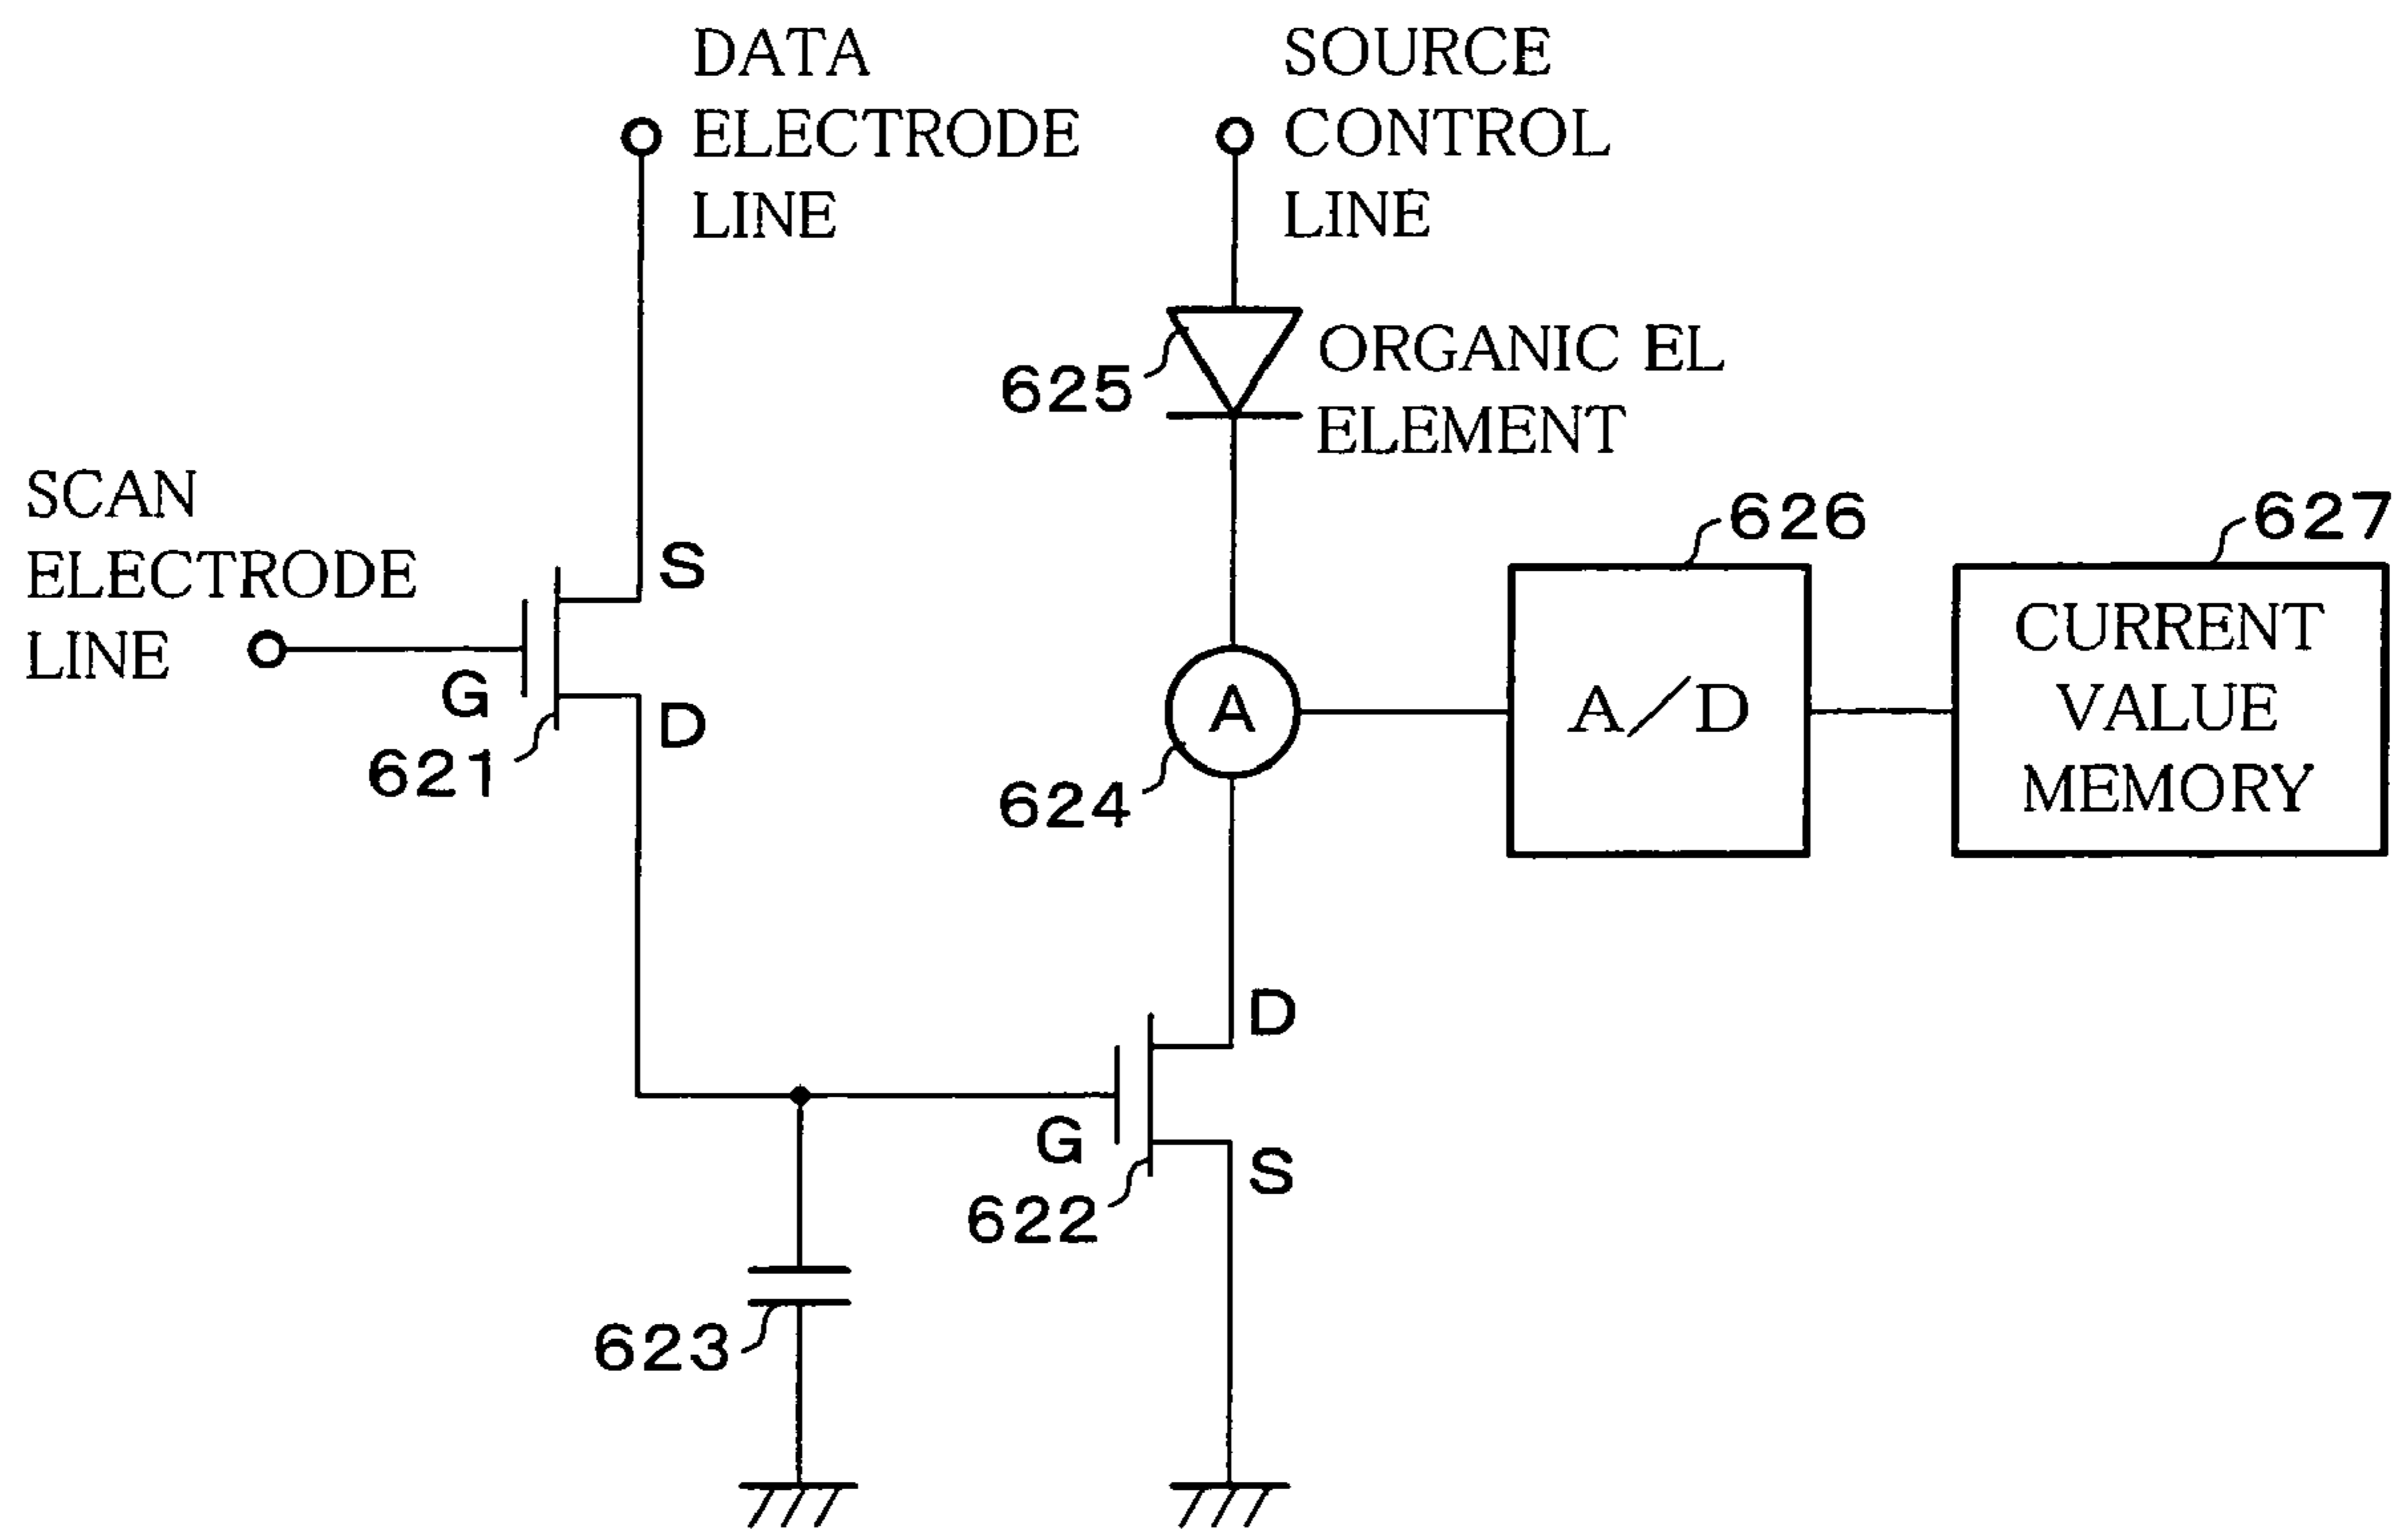 DATA
ELECTRODE
LINE
SOURCE
CONTROL
LINE
625
ORGANIC EL
ELEMENT
SCAN
ELECTRODE
LINE
S
G
D
621
A
624
626
A/D
627
CURRENT
VALUE
MEMORY
D
G
S
622
623